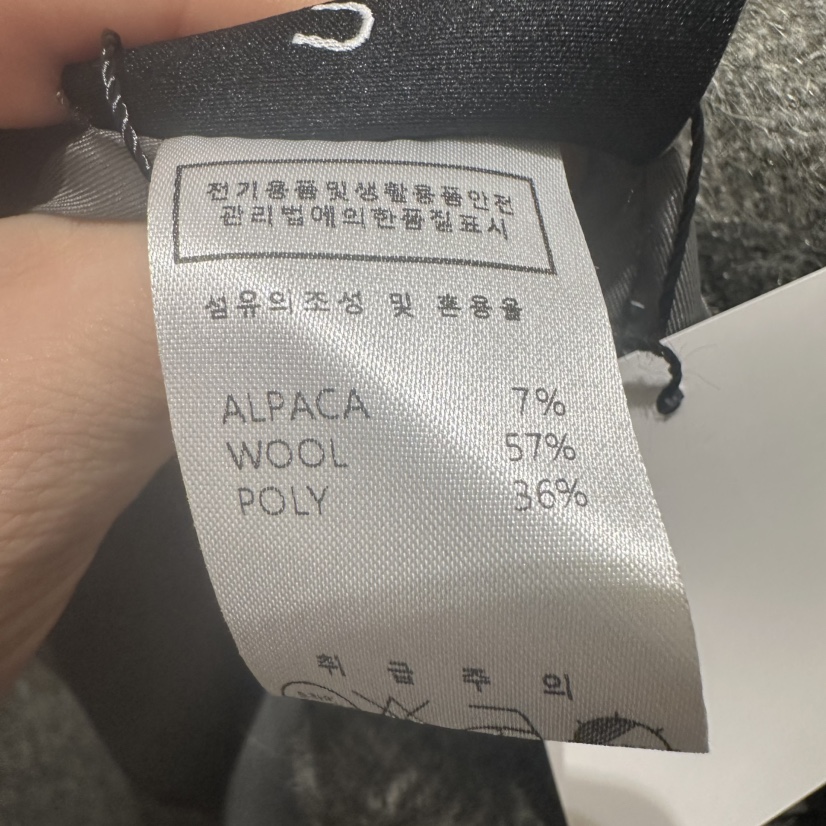 전기용품및생활용품안전
관리법에의한품질표시
섬유의조성 및 혼용율
ALPACA 7%
WOOL 57%
POLY 36%
취급주의